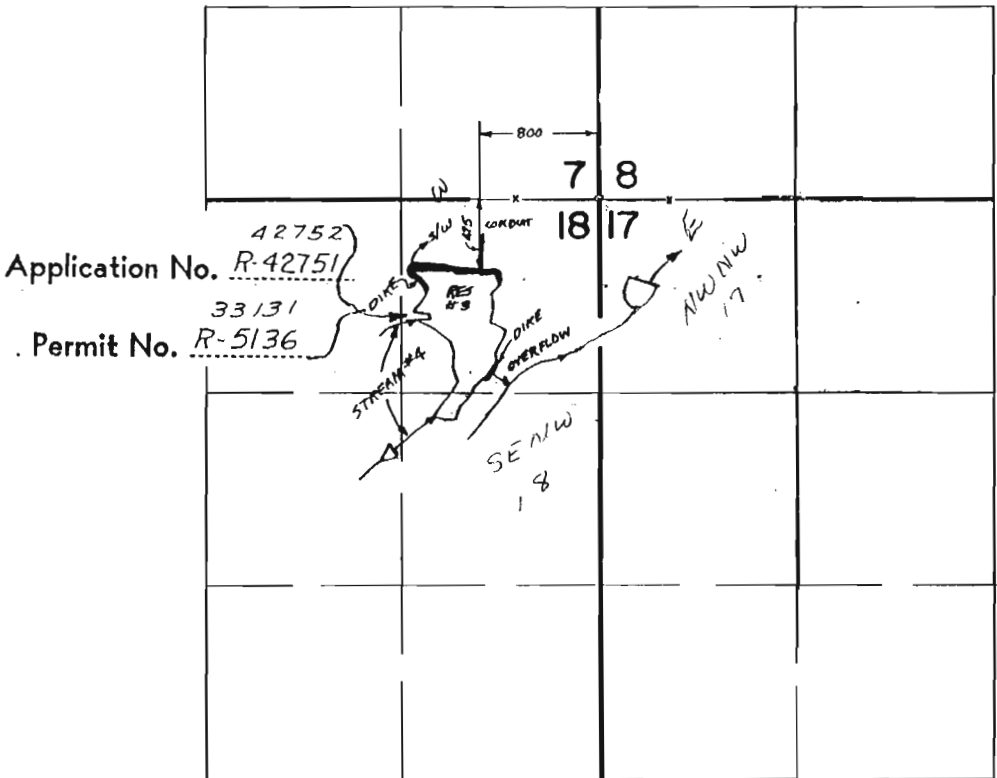 800
7 8
18 17
W
S/W
475
CONDUIT
E
42752
Application No. R-42751
33131
. Permit No. R-5136
DIKE
RES
#3
DIKE
OVERFLOW
STREAM #4
NW NW
17
SE NW
18